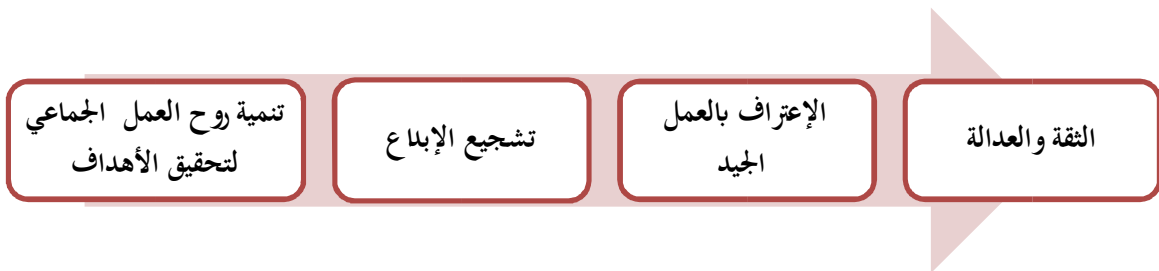 الثقة والعدالة
الإعتراف بالعمل
الجيد
تشجيع الإبداع
تنمية روح العمل الجماعي
لتحقيق الأهداف